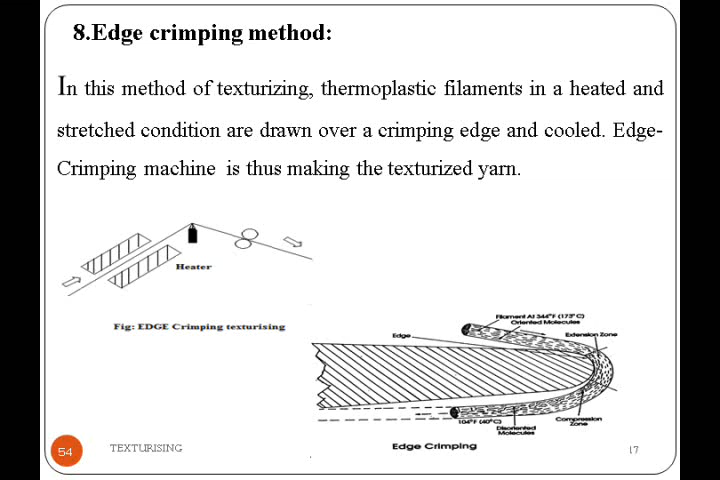 8.Edge crimping method:
In this method of texturizing, thermoplastic filaments in a heated and
stretched condition are drawn over a crimping edge and cooled. Edge-
Crimping machine is thus making the texturized yarn.
Heater
Fig: EDGE Crimping texturising
Filament At 344°F (173°C)
Oriented Molecules
Edge
Extension Zone
Compression
Zone
104°F (40°C)
Disoriented
Molecules
Edge Crimping
54
TEXTURISING
17